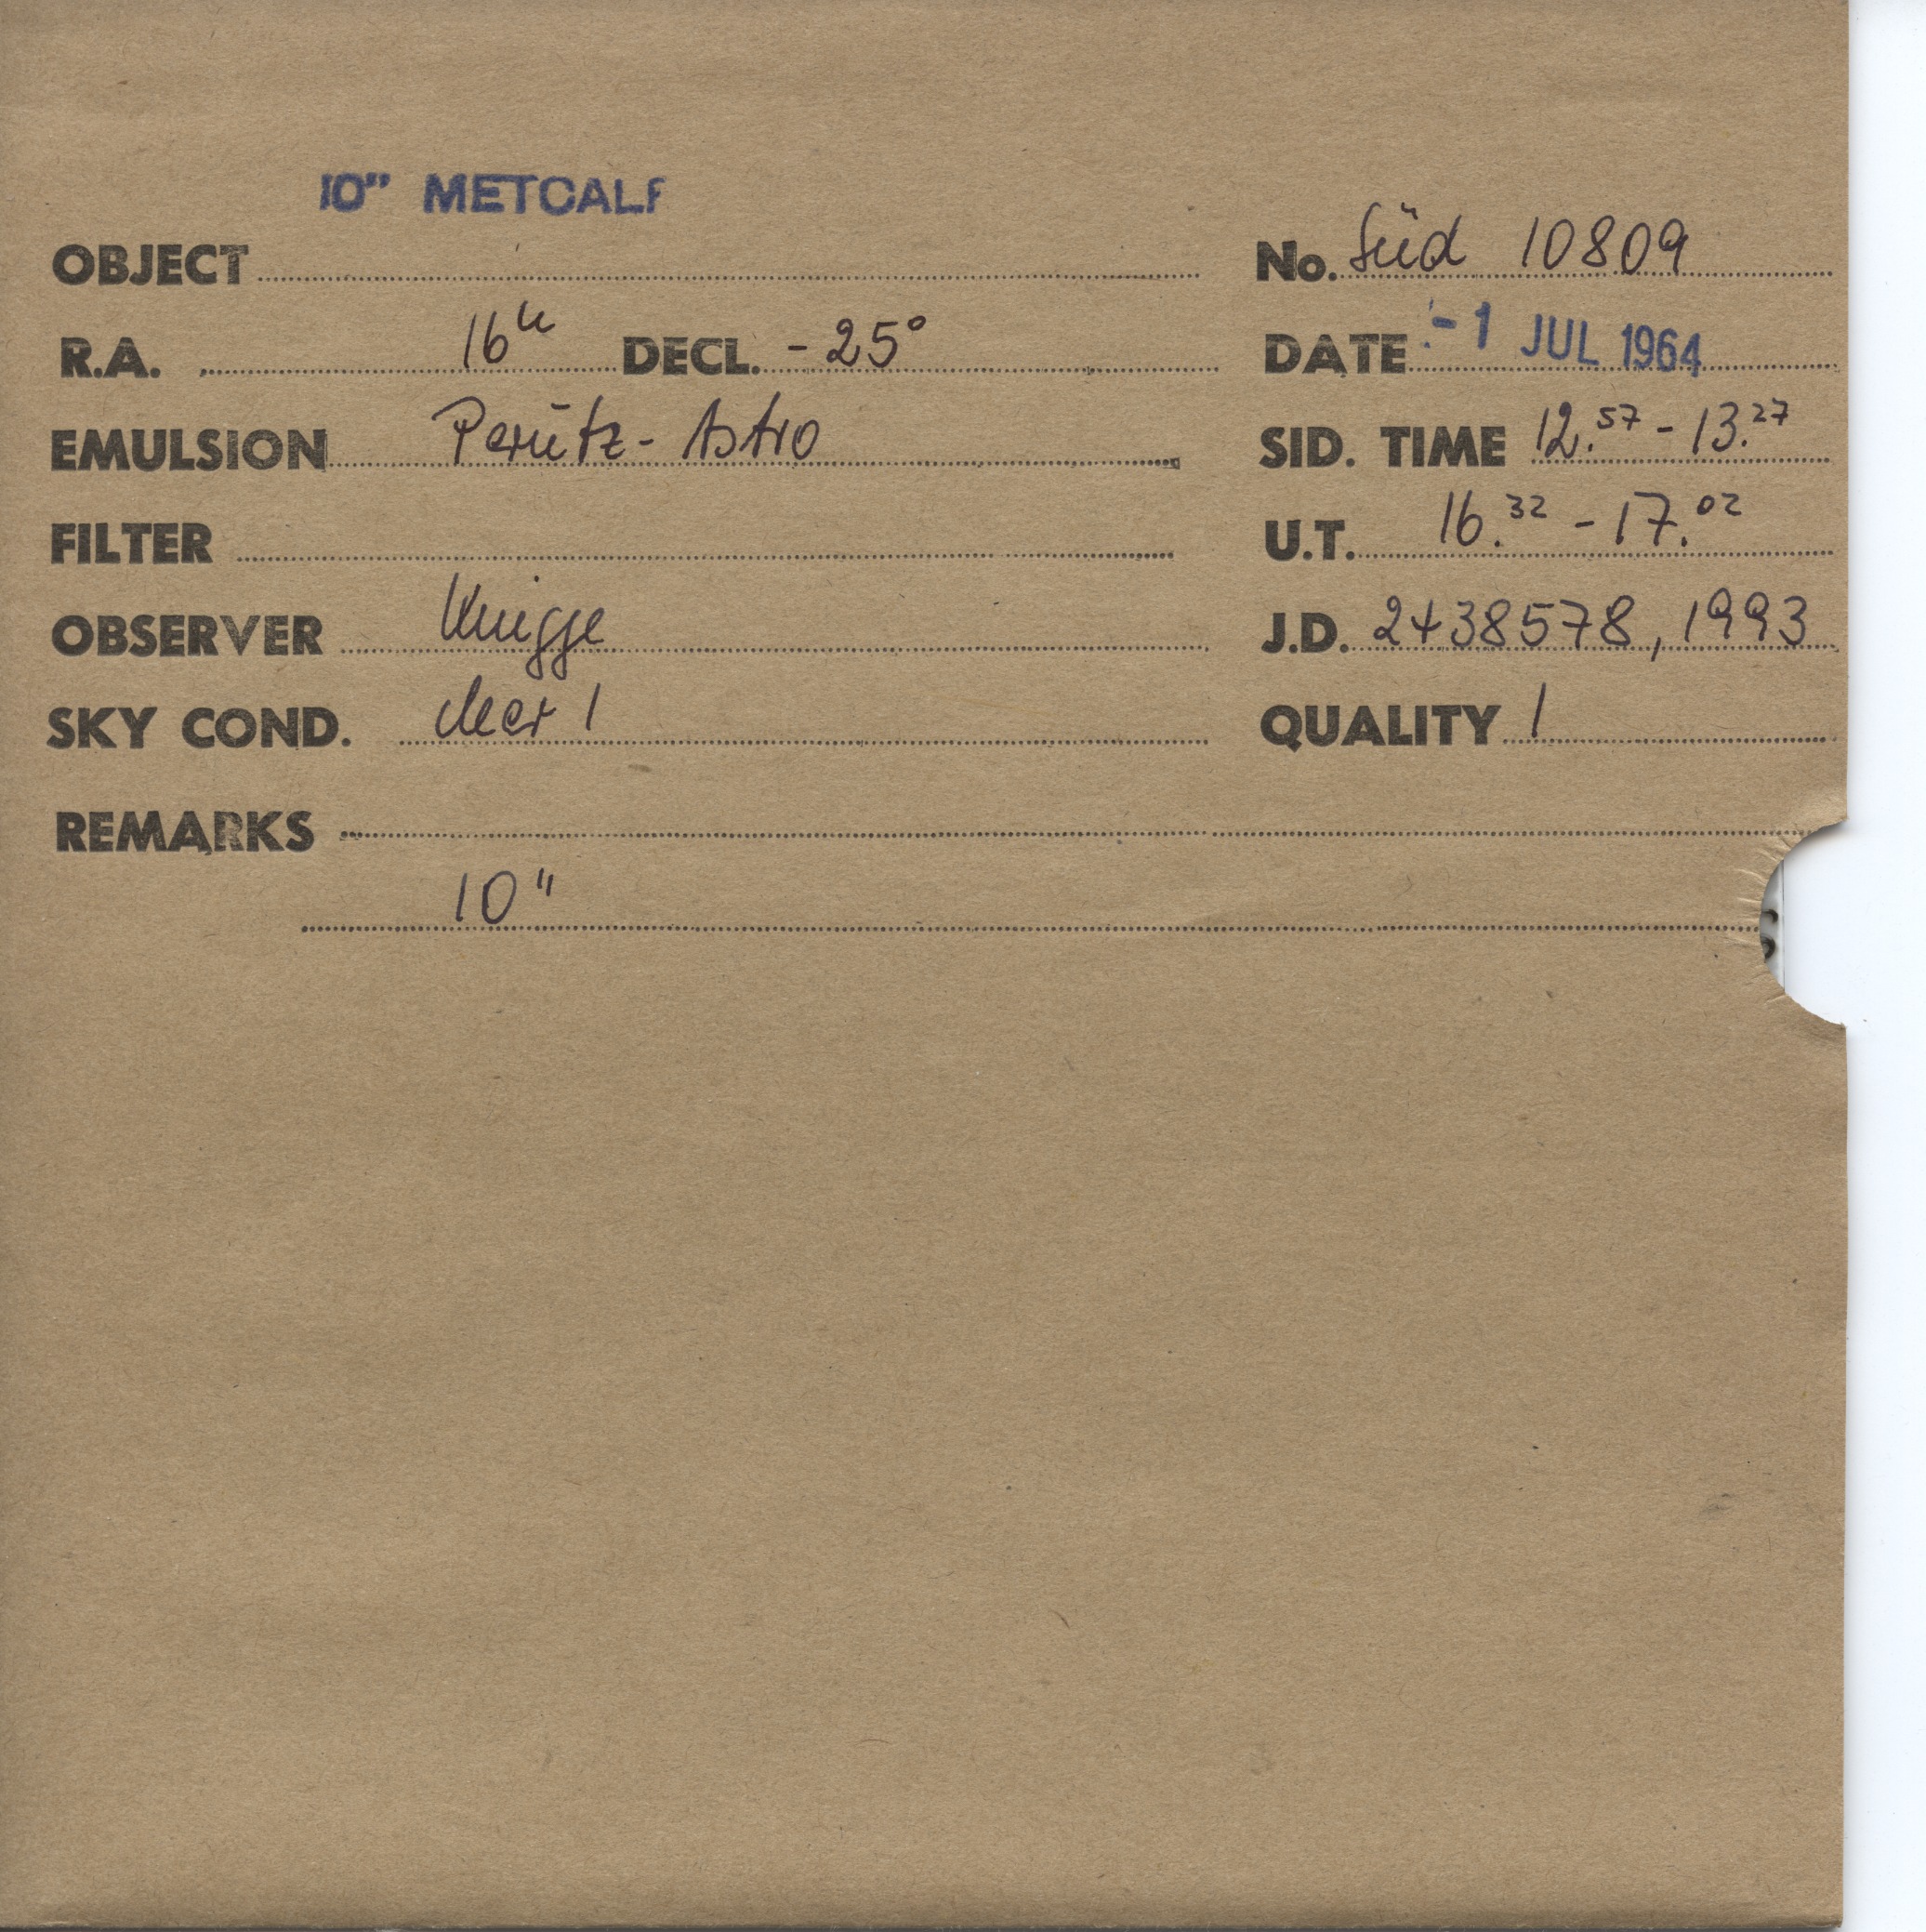 10" METCALF
OBJECT No. Süd 10809
R.A. 16h DECL. -25° DATE -1 JUL 1964
EMULSION Perutz-Astro SID. TIME 12.57 - 13.27
FILTER U.T. 16.32 - 17.02
OBSERVER Knigge J.D. 2438578,1993
SKY COND. clear 1 QUALITY 1
REMARKS
10"